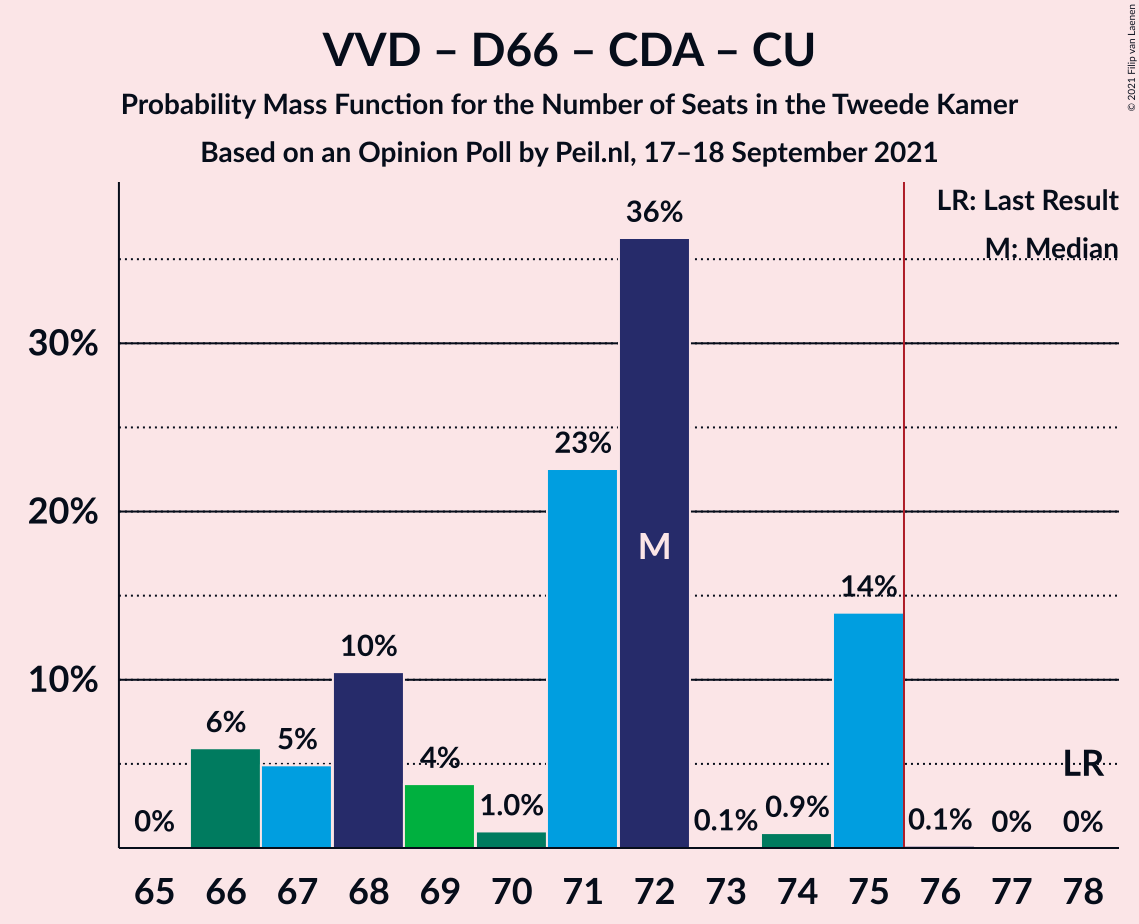 VVD – D66 – CDA – CU
Probability Mass Function for the Number of Seats in the Tweede Kamer
Based on an Opinion Poll by Peil.nl, 17–18 September 2021
© 2021 Filip van Laenen
LR: Last Result
M: Median
36%
30%
23%
20%
M
14%
10%
10%
6%
5%
4%
LR
1.0%
0.9%
0%
0.1%
0.1%
0%
0%
65 66 67 68 69 70 71 72 73 74 75 76 77 78